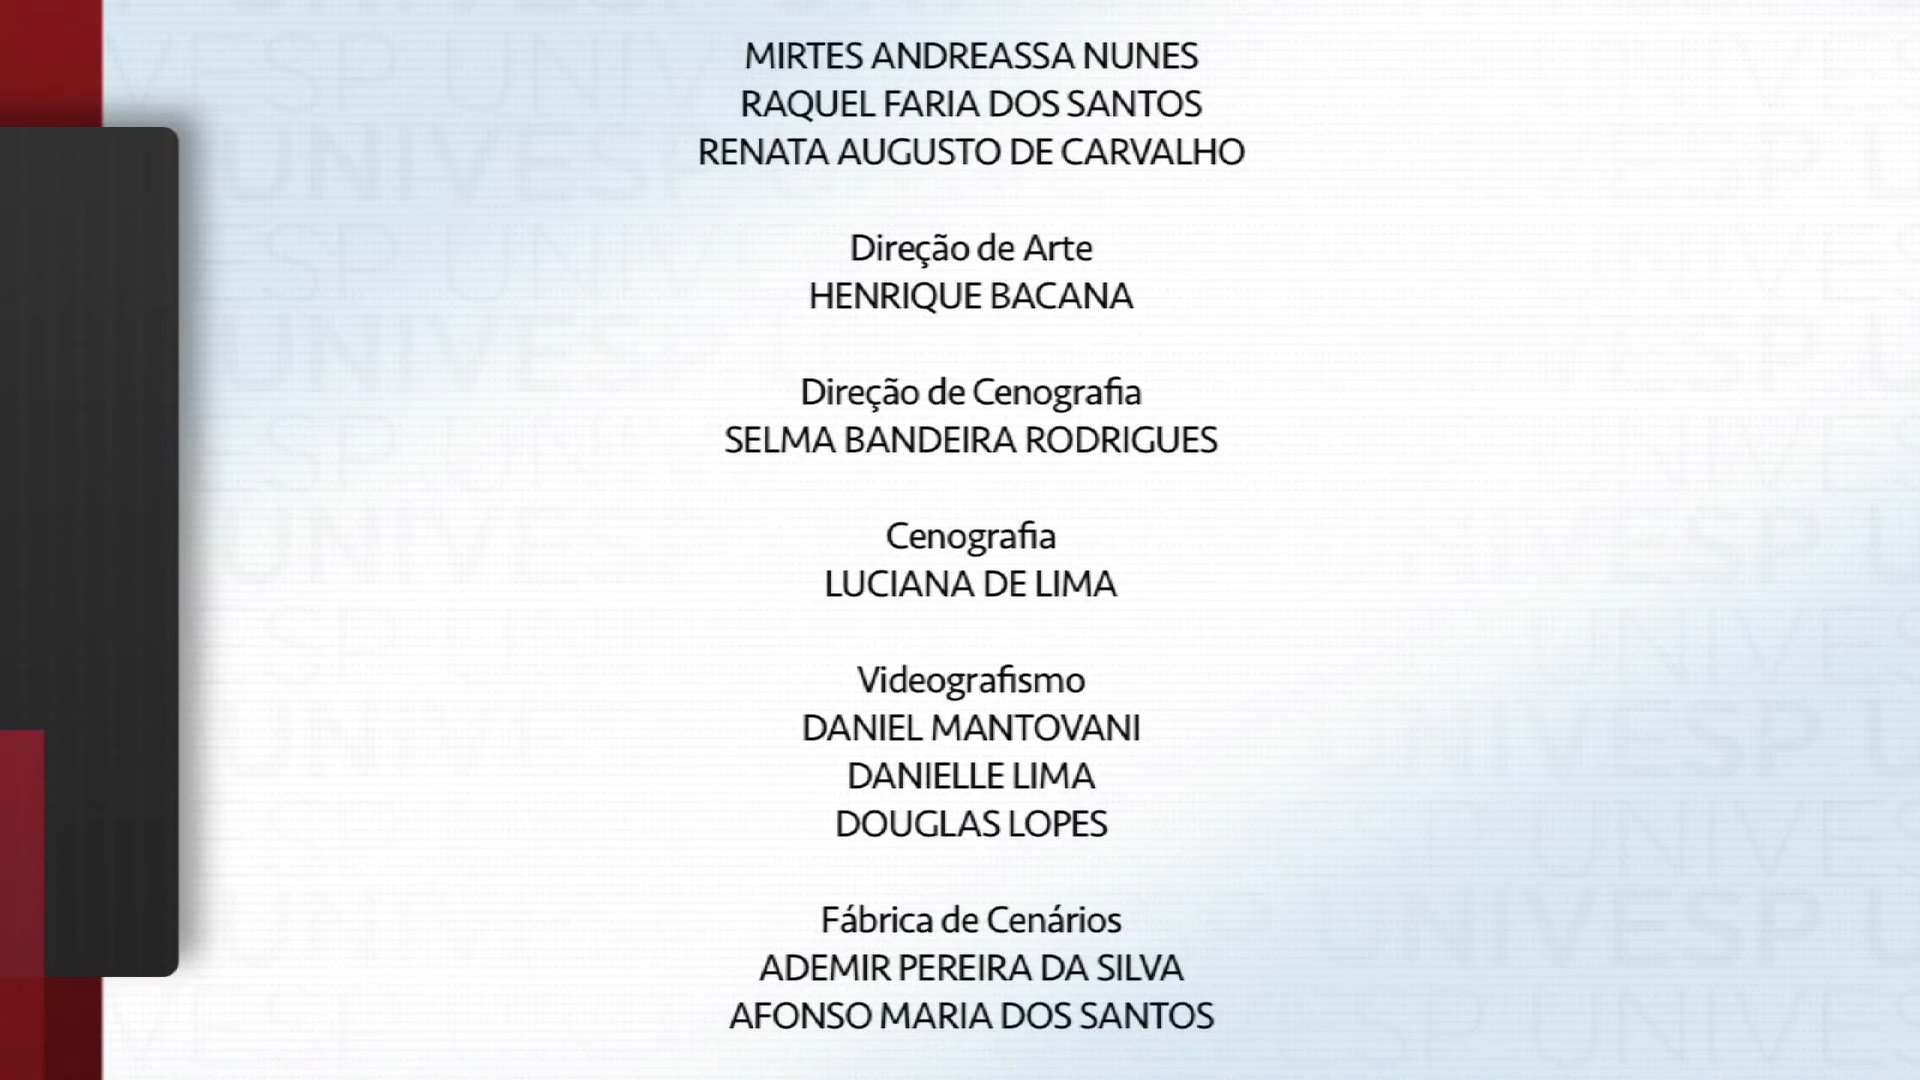 MIRTES ANDREASSA NUNES
RAQUEL FARIA DOS SANTOS
RENATA AUGUSTO DE CARVALHO
Direção de Arte
HENRIQUE BACANA
Direção de Cenografia
SELMA BANDEIRA RODRIGUES
Cenografia
LUCIANA DE LIMA
Videografismo
DANIEL MANTOVANI
DANIELLE LIMA
DOUGLAS LOPES
Fábrica de Cenários
ADEMIR PEREIRA DA SILVA
AFONSO MARIA DOS SANTOS